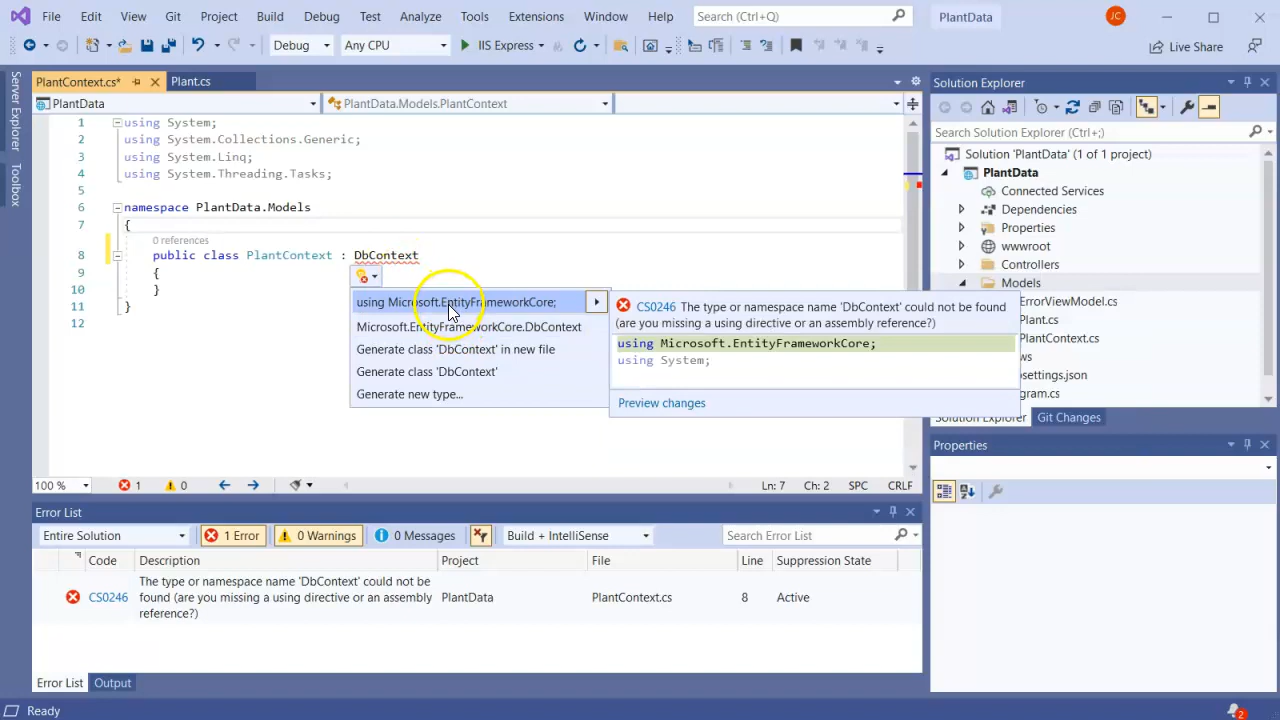 File Edit View Git Project Build Debug Test Analyze Tools Extensions Window Help Search (Ctrl+Q) PlantData JC
Debug Any CPU IIS Express Live Share
Server Explorer
Toolbox
PlantContext.cs* Plant.cs
PlantData PlantData.Models.PlantContext
1 using System;
2 using System.Collections.Generic;
3 using System.Linq;
4 using System.Threading.Tasks;
5
6 namespace PlantData.Models
7 {
0 references
8 public class PlantContext : DbContext
9 {
10 }
11 }
12
using Microsoft.EntityFrameworkCore;
Microsoft.EntityFrameworkCore.DbContext
Generate class 'DbContext' in new file
Generate class 'DbContext'
Generate new type...
CS0246 The type or namespace name 'DbContext' could not be found
(are you missing a using directive or an assembly reference?)
using Microsoft.EntityFrameworkCore;
using System;
Preview changes
100 % 1 0 Ln: 7 Ch: 2 SPC CRLF
Solution Explorer
Search Solution Explorer (Ctrl+;)
Solution 'PlantData' (1 of 1 project)
PlantData
Connected Services
Dependencies
Properties
wwwroot
Controllers
Models
ErrorViewModel.cs
Plant.cs
PlantContext.cs
ws
osettings.json
gram.cs
Solution Explorer Git Changes
Properties
Error List
Entire Solution 1 Error 0 Warnings 0 Messages Build + IntelliSense Search Error List
Code Description Project File Line Suppression State
CS0246 The type or namespace name 'DbContext' could not be
found (are you missing a using directive or an assembly
reference?) PlantData PlantContext.cs 8 Active
Error List Output
Ready 2